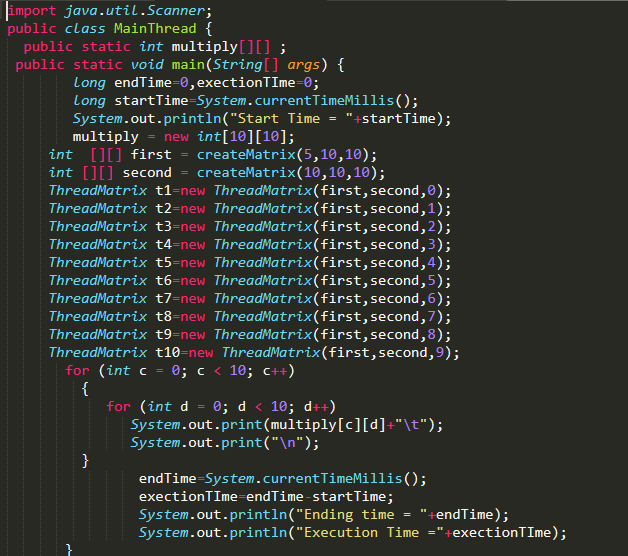 import java.util.Scanner;
public class MainThread {
public static int multiply[][] ;
public static void main(String[] args) {
long endTime=0,exectionTIme=0;
long startTime=System.currentTimeMillis();
System.out.println("Start Time = "+startTime);
multiply = new int[10][10];
int  [][] first = createMatrix(5,10,10);
int [][] second = createMatrix(10,10,10);
ThreadMatrix t1=new ThreadMatrix(first,second,0);
ThreadMatrix t2=new ThreadMatrix(first,second,1);
ThreadMatrix t3=new ThreadMatrix(first,second,2);
ThreadMatrix t4=new ThreadMatrix(first,second,3);
ThreadMatrix t5=new ThreadMatrix(first,second,4);
ThreadMatrix t6=new ThreadMatrix(first,second,5);
ThreadMatrix t7=new ThreadMatrix(first,second,6);
ThreadMatrix t8=new ThreadMatrix(first,second,7);
ThreadMatrix t9=new ThreadMatrix(first,second,8);
ThreadMatrix t10=new ThreadMatrix(first,second,9);
for (int c = 0; c < 10; c++)
{
for (int d = 0; d < 10; d++)
System.out.print(multiply[c][d]+"\t");
System.out.print("\n");
}
endTime=System.currentTimeMillis();
exectionTIme=endTime-startTime;
System.out.println("Ending time = "+endTime);
System.out.println("Execution Time ="+exectionTIme);
}